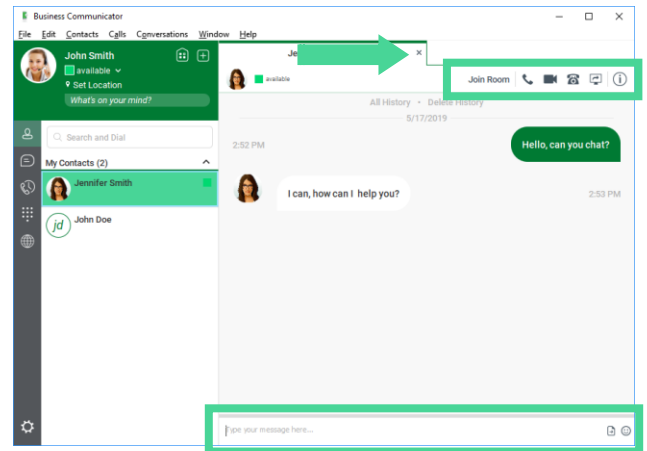 Business Communicator
File Edit Contacts Calls Conversations Window Help
John Smith
available
Set Location
What's on your mind?
Search and Dial
My Contacts (2)
Jennifer Smith
jd John Doe
Je
available
Join Room
All History • Delete History
5/17/2019
2:52 PM
Hello, can you chat?
I can, how can I help you?
2:53 PM
Type your message here...